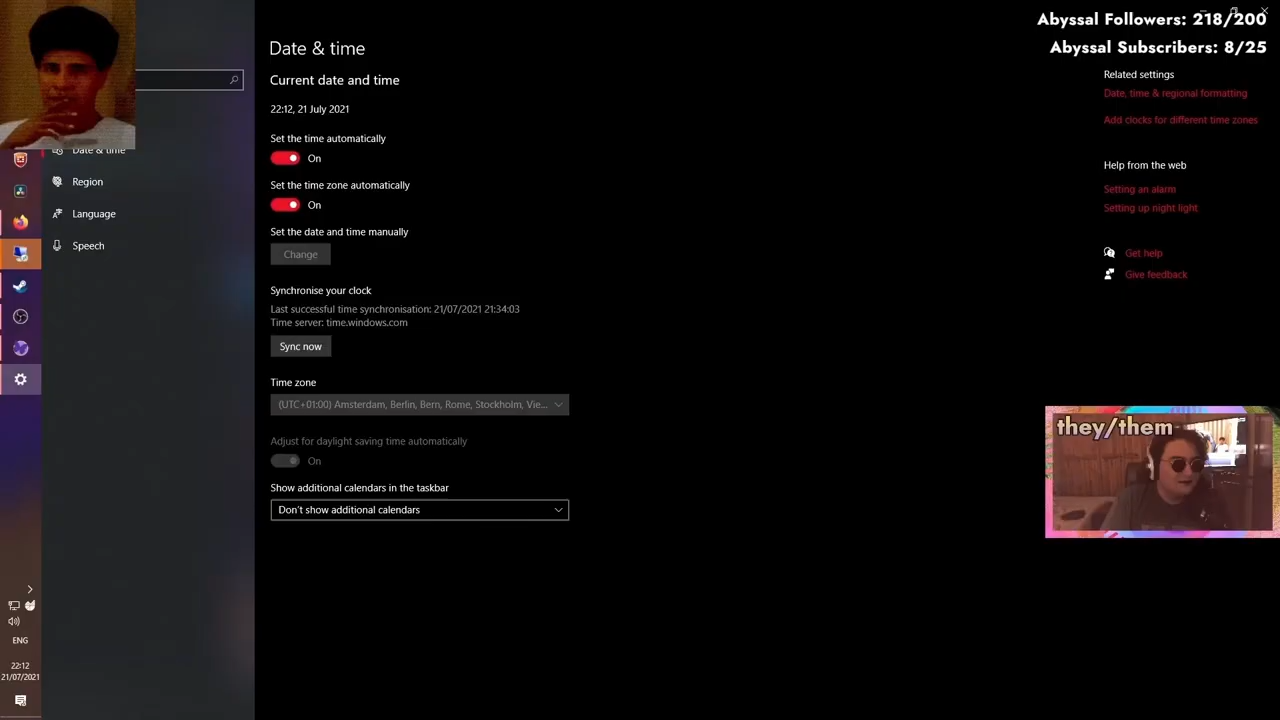 Abyssal Followers: 218/200
Abyssal Subscribers: 8/25
Date & time
Current date and time
22:12, 21 July 2021
Set the time automatically
On
Set the time zone automatically
On
Set the date and time manually
Change
Synchronise your clock
Last successful time synchronisation: 21/07/2021 21:34:03
Time server: time.windows.com
Sync now
Time zone
(UTC+01:00) Amsterdam, Berlin, Bern, Rome, Stockholm, Vie...
Adjust for daylight saving time automatically
On
Show additional calendars in the taskbar
Don't show additional calendars
Date & time
Region
Language
Speech
Related settings
Date, time & regional formatting
Add clocks for different time zones
Help from the web
Setting an alarm
Setting up night light
Get help
Give feedback
they/them
ENG
22:12
21/07/2021